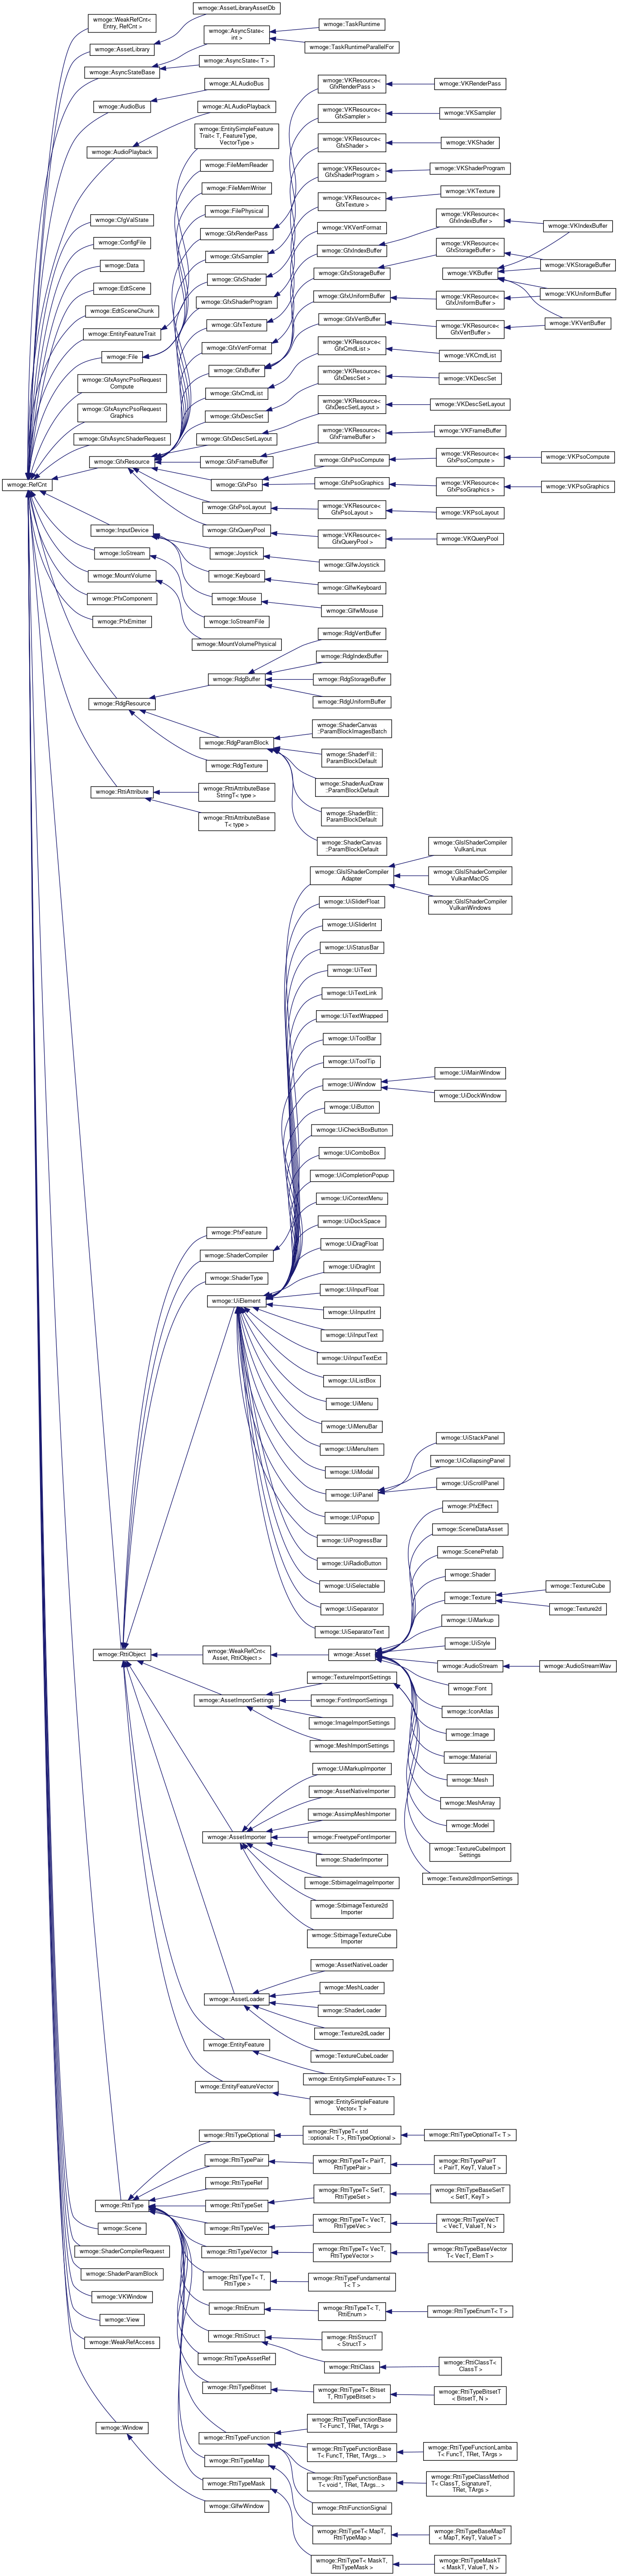 wmoge::RefCnt
wmoge::WeakRefCnt<
Entry, RefCnt >
wmoge::AssetLibrary
wmoge::AsyncStateBase
wmoge::AudioBus
wmoge::AudioPlayback
wmoge::CfgValState
wmoge::ConfigFile
wmoge::Data
wmoge::EdtScene
wmoge::EdtSceneChunk
wmoge::EntityFeatureTrait
wmoge::File
wmoge::GfxAsyncPsoRequest
Compute
wmoge::GfxAsyncPsoRequest
Graphics
wmoge::GfxAsyncShaderRequest
wmoge::GfxResource
wmoge::InputDevice
wmoge::IoStream
wmoge::MountVolume
wmoge::PfxComponent
wmoge::PfxEmitter
wmoge::RdgResource
wmoge::RttiAttribute
wmoge::RttiObject
wmoge::RttiType
wmoge::Scene
wmoge::ShaderCompilerRequest
wmoge::ShaderParamBlock
wmoge::VKWindow
wmoge::View
wmoge::WeakRefAccess
wmoge::Window
wmoge::AssetLibraryAssetDb
wmoge::AsyncState<
int >
wmoge::AsyncState< T >
wmoge::ALAudioBus
wmoge::ALAudioPlayback
wmoge::EntitySimpleFeature
Trait< T, FeatureType,
VectorType >
wmoge::FileMemReader
wmoge::FileMemWriter
wmoge::FilePhysical
wmoge::GfxRenderPass
wmoge::GfxSampler
wmoge::GfxShader
wmoge::GfxShaderProgram
wmoge::GfxTexture
wmoge::GfxVertFormat
wmoge::GfxBuffer
wmoge::GfxCmdList
wmoge::GfxDescSet
wmoge::GfxDescSetLayout
wmoge::GfxFrameBuffer
wmoge::GfxPso
wmoge::GfxPsoLayout
wmoge::GfxQueryPool
wmoge::Joystick
wmoge::Keyboard
wmoge::Mouse
wmoge::IoStreamFile
wmoge::MountVolumePhysical
wmoge::RdgBuffer
wmoge::RdgParamBlock
wmoge::RdgTexture
wmoge::RttiAttributeBase
StringT< type >
wmoge::RttiAttributeBase
T< type >
wmoge::PfxFeature
wmoge::ShaderCompiler
wmoge::ShaderType
wmoge::UiElement
wmoge::WeakRefCnt<
Asset, RttiObject >
wmoge::AssetImportSettings
wmoge::AssetImporter
wmoge::AssetLoader
wmoge::EntityFeature
wmoge::EntityFeatureVector
wmoge::RttiTypeOptional
wmoge::RttiTypePair
wmoge::RttiTypeRef
wmoge::RttiTypeSet
wmoge::RttiTypeVec
wmoge::RttiTypeVector
wmoge::RttiTypeT< T,
RttiType >
wmoge::RttiEnum
wmoge::RttiStruct
wmoge::RttiTypeAssetRef
wmoge::RttiTypeBitset
wmoge::RttiTypeFunction
wmoge::RttiTypeMap
wmoge::RttiTypeMask
wmoge::GlfwWindow
wmoge::TaskRuntime
wmoge::TaskRuntimeParallelFor
wmoge::VKResource<
GfxRenderPass >
wmoge::VKResource<
GfxSampler >
wmoge::VKResource<
GfxShader >
wmoge::VKResource<
GfxShaderProgram >
wmoge::VKResource<
GfxTexture >
wmoge::VKVertFormat
wmoge::GfxIndexBuffer
wmoge::GfxStorageBuffer
wmoge::GfxUniformBuffer
wmoge::GfxVertBuffer
wmoge::VKResource<
GfxCmdList >
wmoge::VKResource<
GfxDescSet >
wmoge::VKResource<
GfxDescSetLayout >
wmoge::VKResource<
GfxFrameBuffer >
wmoge::GfxPsoCompute
wmoge::GfxPsoGraphics
wmoge::VKResource<
GfxPsoLayout >
wmoge::VKResource<
GfxQueryPool >
wmoge::GlfwJoystick
wmoge::GlfwKeyboard
wmoge::GlfwMouse
wmoge::RdgVertBuffer
wmoge::RdgIndexBuffer
wmoge::RdgStorageBuffer
wmoge::RdgUniformBuffer
wmoge::ShaderCanvas
::ParamBlockImagesBatch
wmoge::ShaderFill::
ParamBlockDefault
wmoge::ShaderAuxDraw
::ParamBlockDefault
wmoge::ShaderBlit::
ParamBlockDefault
wmoge::ShaderCanvas
::ParamBlockDefault
wmoge::GlslShaderCompiler
Adapter
wmoge::UiSliderFloat
wmoge::UiSliderInt
wmoge::UiStatusBar
wmoge::UiText
wmoge::UiTextLink
wmoge::UiTextWrapped
wmoge::UiToolBar
wmoge::UiToolTip
wmoge::UiWindow
wmoge::UiButton
wmoge::UiCheckBoxButton
wmoge::UiComboBox
wmoge::UiCompletionPopup
wmoge::UiContextMenu
wmoge::UiDockSpace
wmoge::UiDragFloat
wmoge::UiDragInt
wmoge::UiInputFloat
wmoge::UiInputInt
wmoge::UiInputText
wmoge::UiInputTextExt
wmoge::UiListBox
wmoge::UiMenu
wmoge::UiMenuBar
wmoge::UiMenuItem
wmoge::UiModal
wmoge::UiPanel
wmoge::UiPopup
wmoge::UiProgressBar
wmoge::UiRadioButton
wmoge::UiSelectable
wmoge::UiSeparator
wmoge::UiSeparatorText
wmoge::Asset
wmoge::TextureImportSettings
wmoge::FontImportSettings
wmoge::ImageImportSettings
wmoge::MeshImportSettings
wmoge::UiMarkupImporter
wmoge::AssetNativeImporter
wmoge::AssimpMeshImporter
wmoge::FreetypeFontImporter
wmoge::ShaderImporter
wmoge::StbimageImageImporter
wmoge::StbimageTexture2d
Importer
wmoge::StbimageTextureCube
Importer
wmoge::AssetNativeLoader
wmoge::MeshLoader
wmoge::ShaderLoader
wmoge::Texture2dLoader
wmoge::TextureCubeLoader
wmoge::EntitySimpleFeature< T >
wmoge::EntitySimpleFeature
Vector< T >
wmoge::RttiTypeT< std
::optional< T >, RttiTypeOptional >
wmoge::RttiTypeT< PairT,
RttiTypePair >
wmoge::RttiTypeT< SetT,
RttiTypeSet >
wmoge::RttiTypeT< VecT,
RttiTypeVec >
wmoge::RttiTypeT< VecT,
RttiTypeVector >
wmoge::RttiTypeFundamental
T< T >
wmoge::RttiTypeT< T,
RttiEnum >
wmoge::RttiStructT
< StructT >
wmoge::RttiClass
wmoge::RttiTypeT< Bitset
T, RttiTypeBitset >
wmoge::RttiTypeFunctionBase
T< FuncT, TRet, TArgs >
wmoge::RttiTypeFunctionBase
T< FuncT, TRet, TArgs... >
wmoge::RttiTypeFunctionBase
T< void *, TRet, TArgs... >
wmoge::RttiFunctionSignal
wmoge::RttiTypeT< MapT,
RttiTypeMap >
wmoge::RttiTypeT< MaskT,
RttiTypeMask >
wmoge::VKRenderPass
wmoge::VKSampler
wmoge::VKShader
wmoge::VKShaderProgram
wmoge::VKTexture
wmoge::VKResource<
GfxIndexBuffer >
wmoge::VKResource<
GfxStorageBuffer >
wmoge::VKBuffer
wmoge::VKResource<
GfxUniformBuffer >
wmoge::VKResource<
GfxVertBuffer >
wmoge::VKCmdList
wmoge::VKDescSet
wmoge::VKDescSetLayout
wmoge::VKFrameBuffer
wmoge::VKResource<
GfxPsoCompute >
wmoge::VKResource<
GfxPsoGraphics >
wmoge::VKPsoLayout
wmoge::VKQueryPool
wmoge::GlslShaderCompiler
VulkanLinux
wmoge::GlslShaderCompiler
VulkanMacOS
wmoge::GlslShaderCompiler
VulkanWindows
wmoge::UiMainWindow
wmoge::UiDockWindow
wmoge::UiStackPanel
wmoge::UiCollapsingPanel
wmoge::UiScrollPanel
wmoge::PfxEffect
wmoge::SceneDataAsset
wmoge::ScenePrefab
wmoge::Shader
wmoge::Texture
wmoge::UiMarkup
wmoge::UiStyle
wmoge::AudioStream
wmoge::Font
wmoge::IconAtlas
wmoge::Image
wmoge::Material
wmoge::Mesh
wmoge::MeshArray
wmoge::Model
wmoge::TextureCubeImport
Settings
wmoge::Texture2dImportSettings
wmoge::RttiTypeOptionalT< T >
wmoge::RttiTypePairT
< PairT, KeyT, ValueT >
wmoge::RttiTypeBaseSetT
< SetT, KeyT >
wmoge::RttiTypeVecT
< VecT, ValueT, N >
wmoge::RttiTypeBaseVector
T< VecT, ElemT >
wmoge::RttiTypeEnumT< T >
wmoge::RttiClassT<
ClassT >
wmoge::RttiTypeBitsetT
< BitsetT, N >
wmoge::RttiTypeFunctionLamba
T< FuncT, TRet, TArgs >
wmoge::RttiTypeClassMethod
T< ClassT, SignatureT,
TRet, TArgs >
wmoge::RttiTypeBaseMapT
< MapT, KeyT, ValueT >
wmoge::RttiTypeMaskT
< MaskT, ValueT, N >
wmoge::VKIndexBuffer
wmoge::VKStorageBuffer
wmoge::VKUniformBuffer
wmoge::VKVertBuffer
wmoge::VKPsoCompute
wmoge::VKPsoGraphics
wmoge::TextureCube
wmoge::Texture2d
wmoge::AudioStreamWav